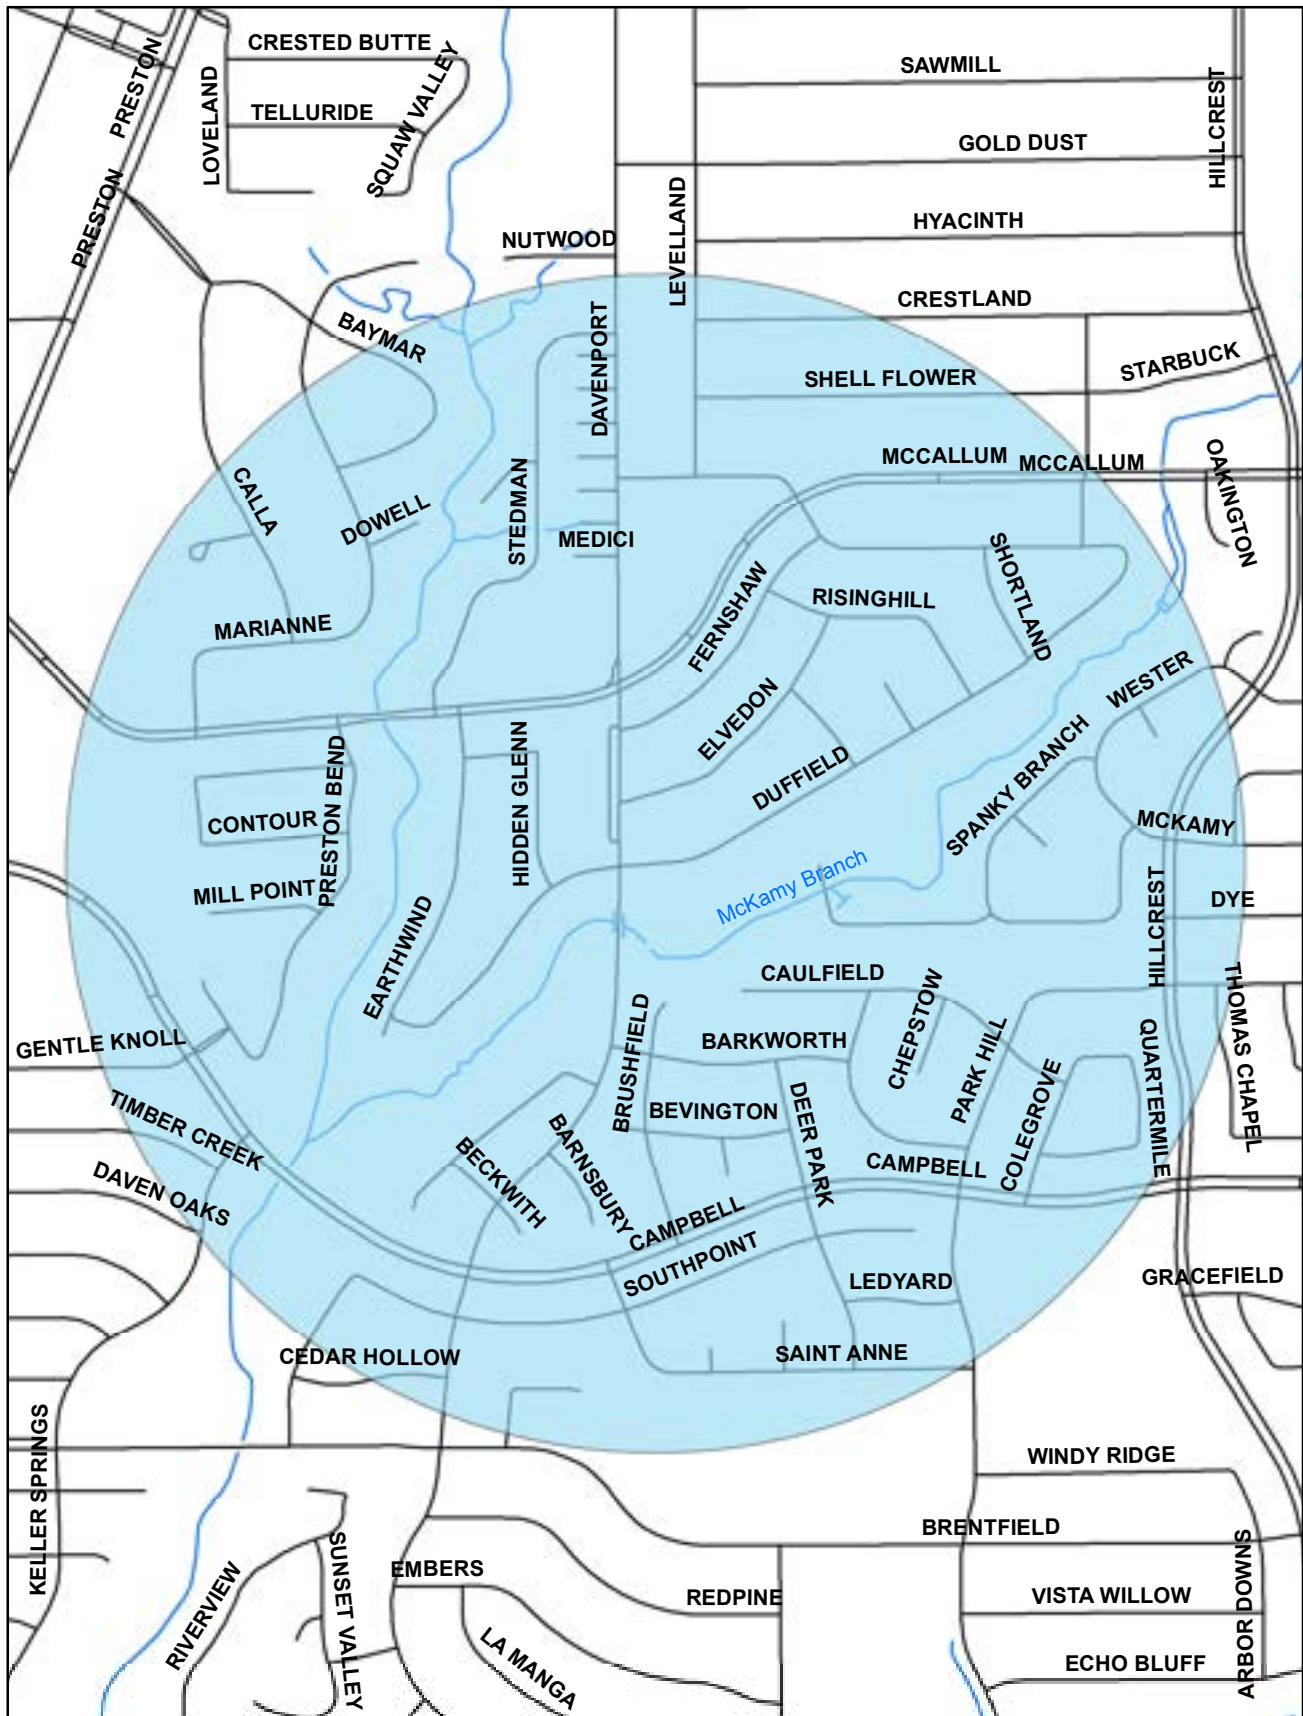 CRESTED BUTTE
PRESTON
LOVELAND
TELLURIDE
SQUAW VALLEY
SAWMILL
HILLCREST
GOLD DUST
PRESTON
LEVELLAND
HYACINTH
NUTWOOD
CRESTLAND
BAYMAR
DAVENPORT
STARBUCK
SHELL FLOWER
MCCALLUM
MCCALLUM
OAKINGTON
CALLA
DOWELL
STEDMAN
MEDICI
SHORTLAND
FERNSHAW
RISINGHILL
MARIANNE
WESTER
ELVEDON
DUFFIELD
SPANKY BRANCH
PRESTON BEND
HIDDEN GLENN
CONTOUR
MCKAMY
MILL POINT
McKamy Branch
HILLCREST
DYE
EARTHWIND
CAULFIELD
CHEPSTOW
THOMAS CHAPEL
GENTLE KNOLL
BRUSHFIELD
BARKWORTH
PARK HILL
QUARTERMILE
COLEGROVE
TIMBER CREEK
BEVINGTON
DEER PARK
BARNSBURY
BECKWITH
CAMPBELL
DAVEN OAKS
CAMPBELL
SOUTHPOINT
LEDYARD
GRACEFIELD
CEDAR HOLLOW
SAINT ANNE
KELLER SPRINGS
WINDY RIDGE
BRENTFIELD
SUNSET VALLEY
EMBERS
REDPINE
VISTA WILLOW
ARBOR DOWNS
RIVERVIEW
LA MANGA
ECHO BLUFF